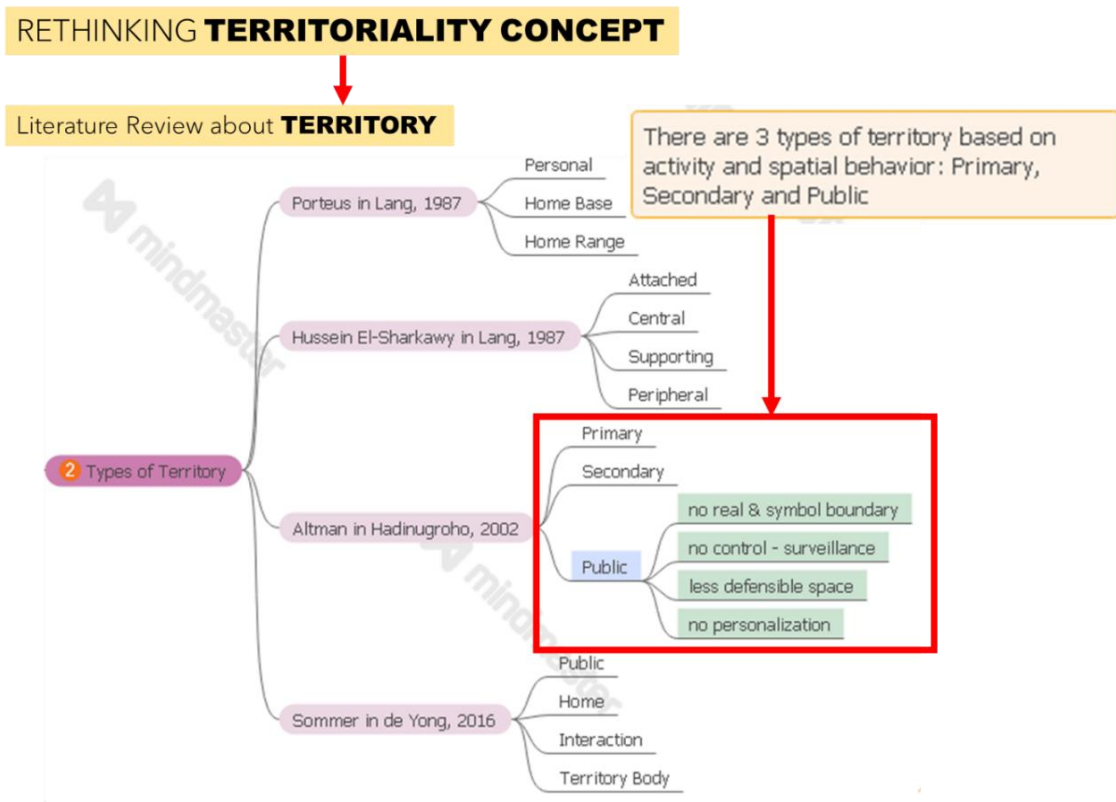 RETHINKING TERRITORIALITY CONCEPT
Literature Review about TERRITORY
There are 3 types of territory based on
activity and spatial behavior: Primary,
Secondary and Public
2 Types of Territory
Porteus in Lang, 1987
Personal
Home Base
Home Range
Hussein El-Sharkawy in Lang, 1987
Attached
Central
Supporting
Peripheral
Altman in Hadinugroho, 2002
Primary
Secondary
Public
no real & symbol boundary
no control - surveillance
less defensible space
no personalization
Sommer in de Yong, 2016
Public
Home
Interaction
Territory Body
mindmaster
mindmaster